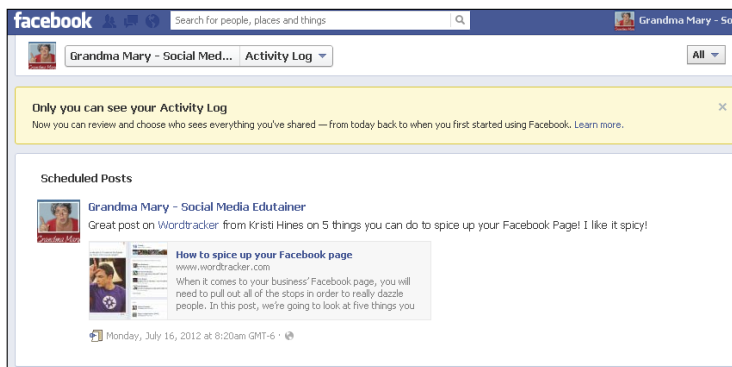 facebook Search for people, places and things Grandma Mary - So
Grandma Mary - Social Med... Activity Log All
Only you can see your Activity Log
Now you can review and choose who sees everything you've shared — from today back to when you first started using Facebook. Learn more.
Scheduled Posts
Grandma Mary - Social Media Edutainer
Great post on Wordtracker from Kristi Hines on 5 things you can do to spice up your Facebook Page! I like it spicy!
Grandma Mary
How to spice up your Facebook page
www.wordtracker.com
When it comes to your business' Facebook page, you will
need to pull out all of the stops in order to really dazzle
people. In this post, we're going to look at five things you
Monday, July 16, 2012 at 8:20am GMT-6 ·